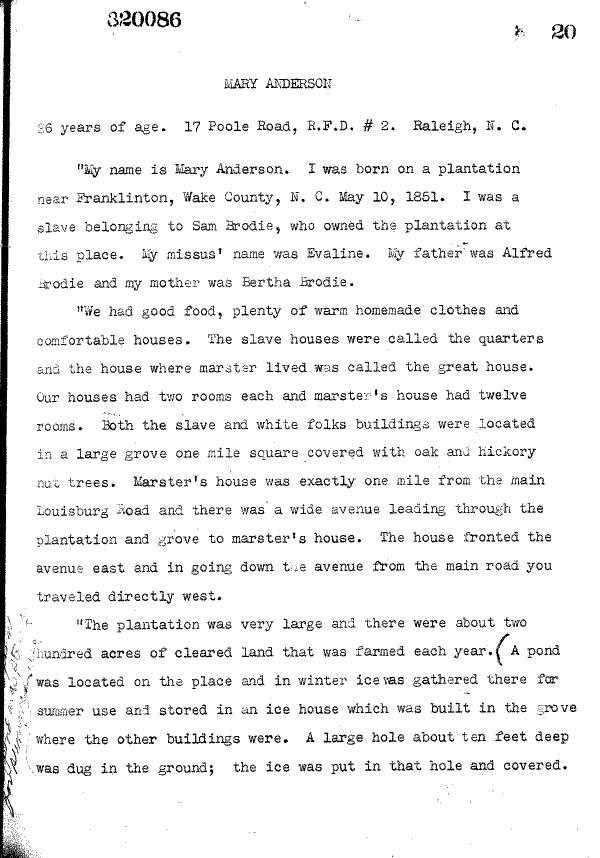 320086
20
MARY ANDERSON
86 years of age. 17 Poole Road, R.F.D. # 2. Raleigh, N. C.
"My name is Mary Anderson. I was born on a plantation
near Franklinton, Wake County, N. C. May 10, 1851. I was a
slave belonging to Sam Brodie, who owned the plantation at
this place. My missus' name was Evaline. My father was Alfred
Brodie and my mother was Bertha Brodie.
"We had good food, plenty of warm homemade clothes and
comfortable houses. The slave houses were called the quarters
and the house where marster lived was called the great house.
Our houses had two rooms each and marster's house had twelve
rooms. Both the slave and white folks buildings were located
in a large grove one mile square covered with oak and hickory
nut trees. Marster's house was exactly one mile from the main
Louisburg Road and there was a wide avenue leading through the
plantation and grove to marster's house. The house fronted the
avenue east and in going down the avenue from the main road you
traveled directly west.
"The plantation was very large and there were about two
hundred acres of cleared land that was farmed each year. ( A pond
was located on the place and in winter ice was gathered there for
summer use and stored in an ice house which was built in the grove
where the other buildings were. A large hole about ten feet deep
was dug in the ground; the ice was put in that hole and covered.